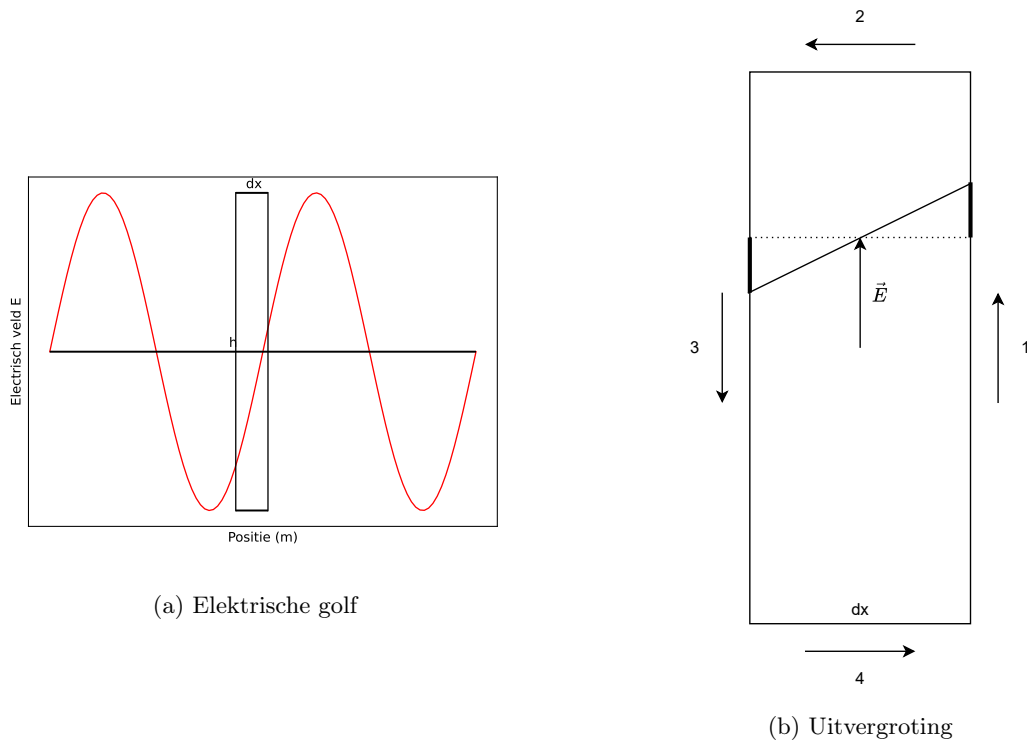 dx
h
Electrisch veld E
Positie (m)
(a) Elektrische golf
2
E⃗
3
1
dx
4
(b) Uitvergroting